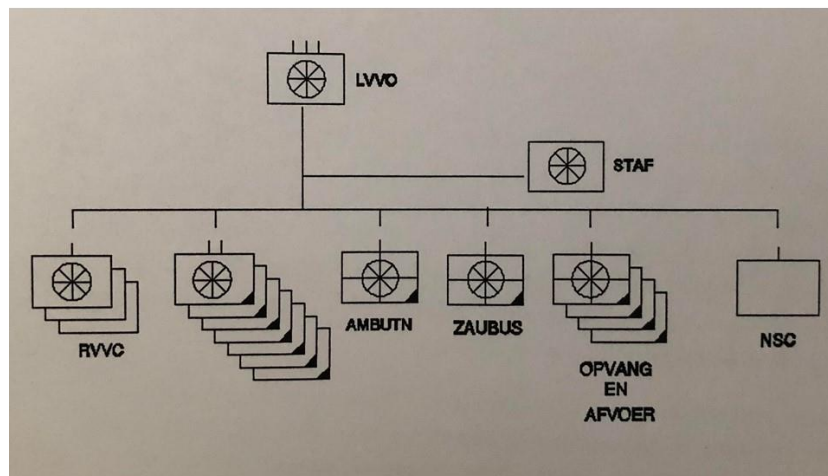 LVVO
STAF
RVVC
AMBUTN
ZAUBUS
OPVANG
EN
AFVOER
NSC